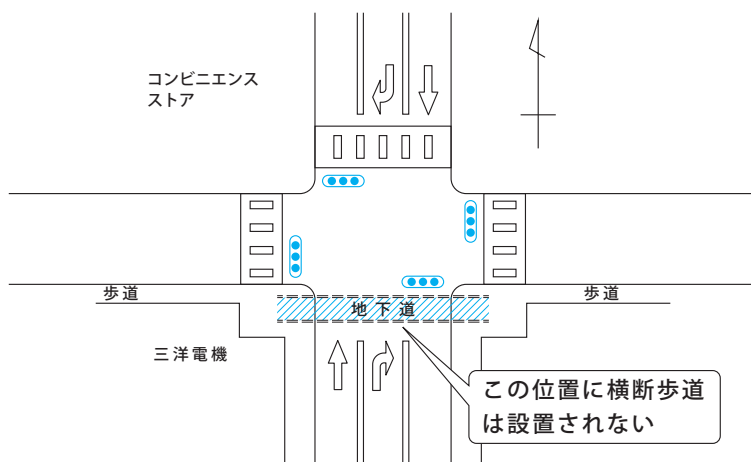 コンビニエンス
ストア
歩道
地下道
歩道
三洋電機
この位置に横断歩道
は設置されない